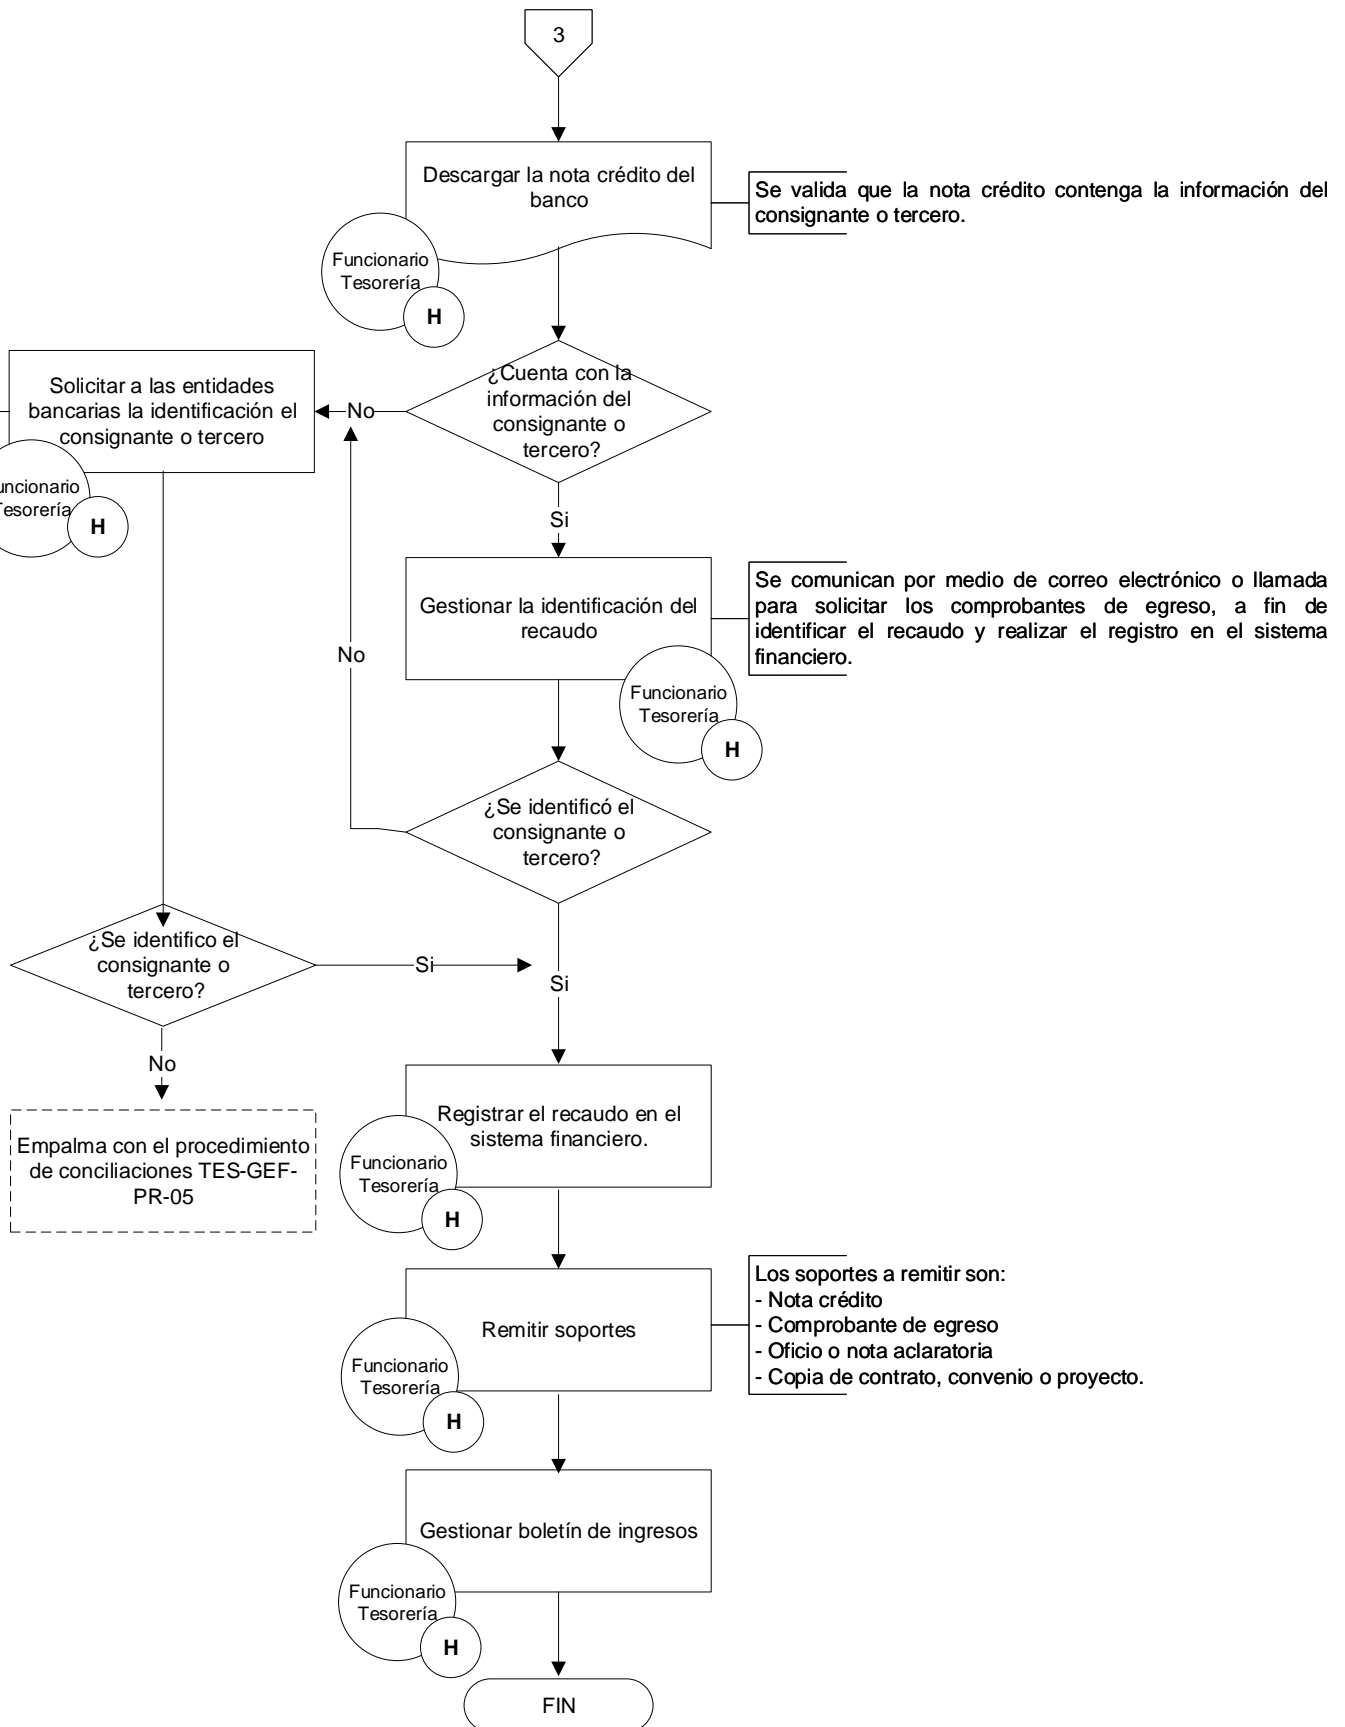 3
Descargar la nota crédito del
banco
Se valida que la nota crédito contenga la información del
consignante o tercero.
Funcionario
Tesorería
H
¿Cuenta con la
información del
consignante o
tercero?
No
Solicitar a las entidades
bancarias la identificación el
consignante o tercero
uncionario
esorería
H
Si
Gestionar la identificación del
recaudo
Se comunican por medio de correo electrónico o llamada
para solicitar los comprobantes de egreso, a fin de
identificar el recaudo y realizar el registro en el sistema
financiero.
No
Funcionario
Tesorería
H
¿Se identificó el
consignante o
tercero?
¿Se identifico el
consignante o
tercero?
Si
Si
No
Empalma con el procedimiento
de conciliaciones TES-GEF-
PR-05
Registrar el recaudo en el
sistema financiero.
Funcionario
Tesorería
H
Remitir soportes
Los soportes a remitir son:
- Nota crédito
- Comprobante de egreso
- Oficio o nota aclaratoria
- Copia de contrato, convenio o proyecto.
Funcionario
Tesorería
H
Gestionar boletín de ingresos
Funcionario
Tesorería
H
FIN